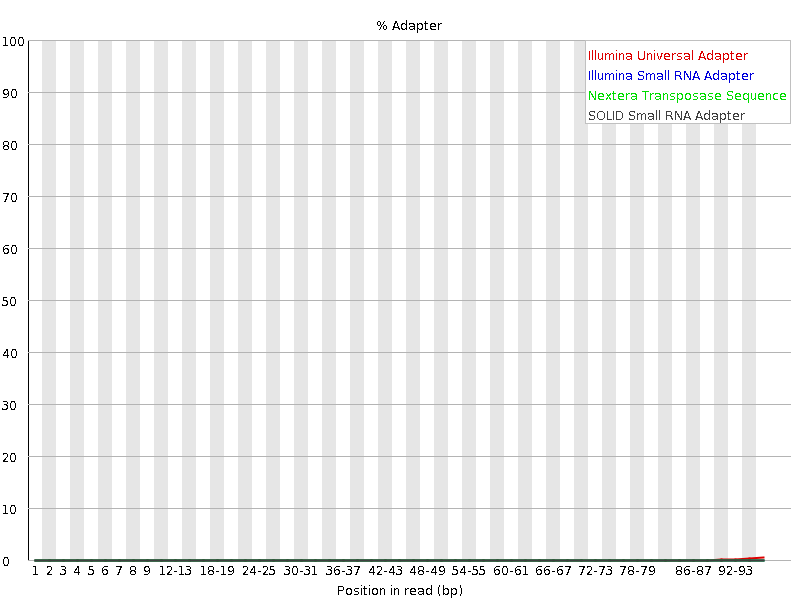 % Adapter
100
90
80
70
60
50
40
30
20
10
0
Illumina Universal Adapter
Illumina Small RNA Adapter
Nextera Transposase Sequence
SOLID Small RNA Adapter
1 2 3 4 5 6 7 8 9 12-13 18-19 24-25 30-31 36-37 42-43 48-49 54-55 60-61 66-67 72-73 78-79 86-87 92-93
Position in read (bp)